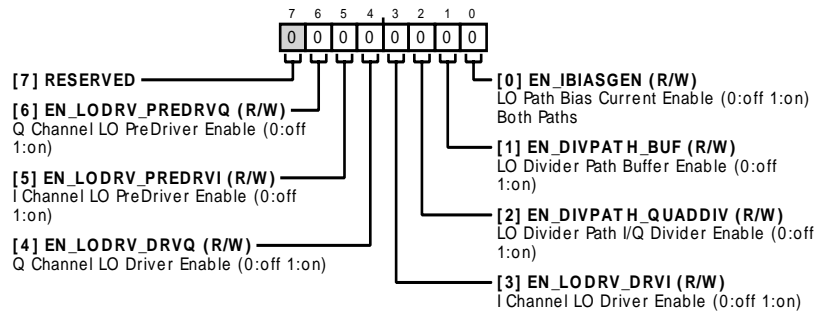 7 6 5 4 3 2 1 0
0 0 0 0 0 0 0 0
[7] RESERVED
[6] EN_LODRV_PREDRVQ (R/W)
Q Channel LO PreDriver Enable (0:off
1:on)
[5] EN_LODRV_PREDRVI (R/W)
I Channel LO PreDriver Enable (0:off
1:on)
[4] EN_LODRV_DRVQ (R/W)
Q Channel LO Driver Enable (0:off 1:on)
[0] EN_IBIASGEN (R/W)
LO Path Bias Current Enable (0:off 1:on)
Both Paths
[1] EN_DIVPATH_BUF (R/W)
LO Divider Path Buffer Enable (0:off
1:on)
[2] EN_DIVPATH_QUADDIV (R/W)
LO Divider Path I/Q Divider Enable (0:off
1:on)
[3] EN_LODRV_DRVI (R/W)
I Channel LO Driver Enable (0:off 1:on)